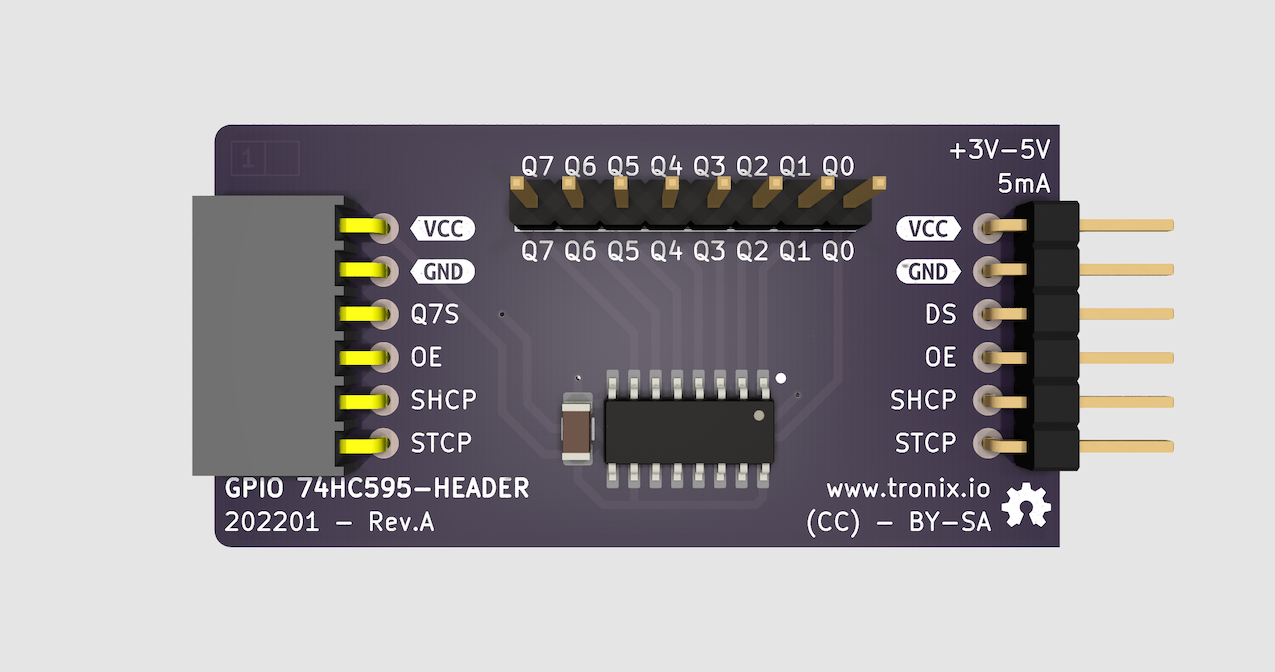 1
+3V-5V
5mA
Q7 Q6 Q5 Q4 Q3 Q2 Q1 Q0
Q7 Q6 Q5 Q4 Q3 Q2 Q1 Q0
VCC
GND
Q7S
OE
SHCP
STCP
VCC
GND
DS
OE
SHCP
STCP
GPIO 74HC595-HEADER
202201 - Rev.A
www.tronix.io
(CC) - BY-SA